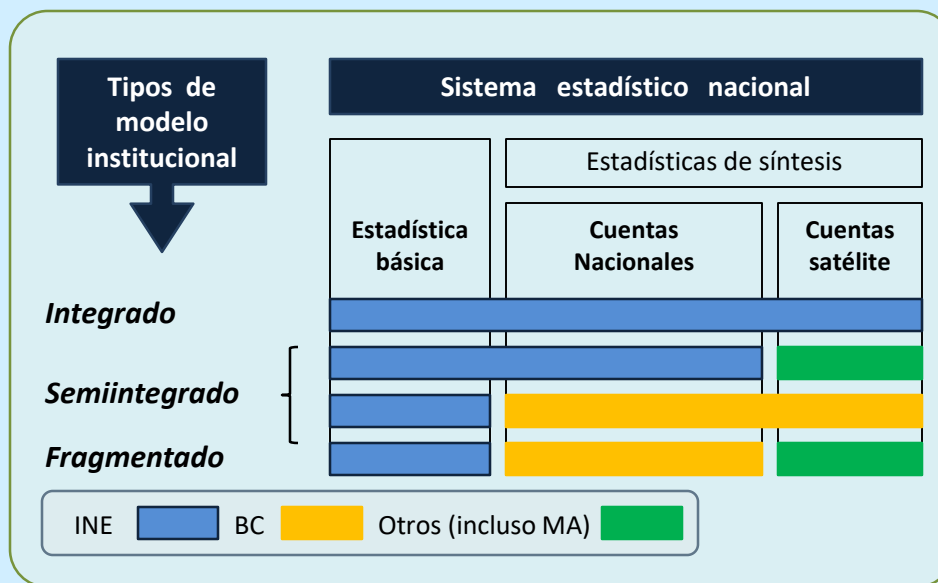 Tipos de
modelo
institucional
Sistema estadístico nacional
Estadísticas de síntesis
Estadística
básica
Cuentas
Nacionales
Cuentas
satélite
Integrado
Semiintegrado
Fragmentado
INE BC Otros (incluso MA)